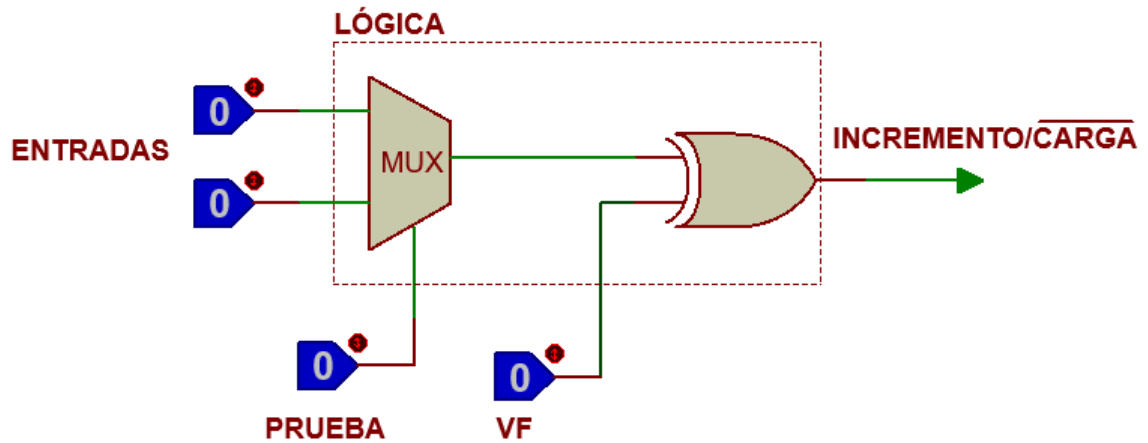 LÓGICA
0
ENTRADAS
0
MUX
INCREMENTO/CARGA
0
PRUEBA
0
VF